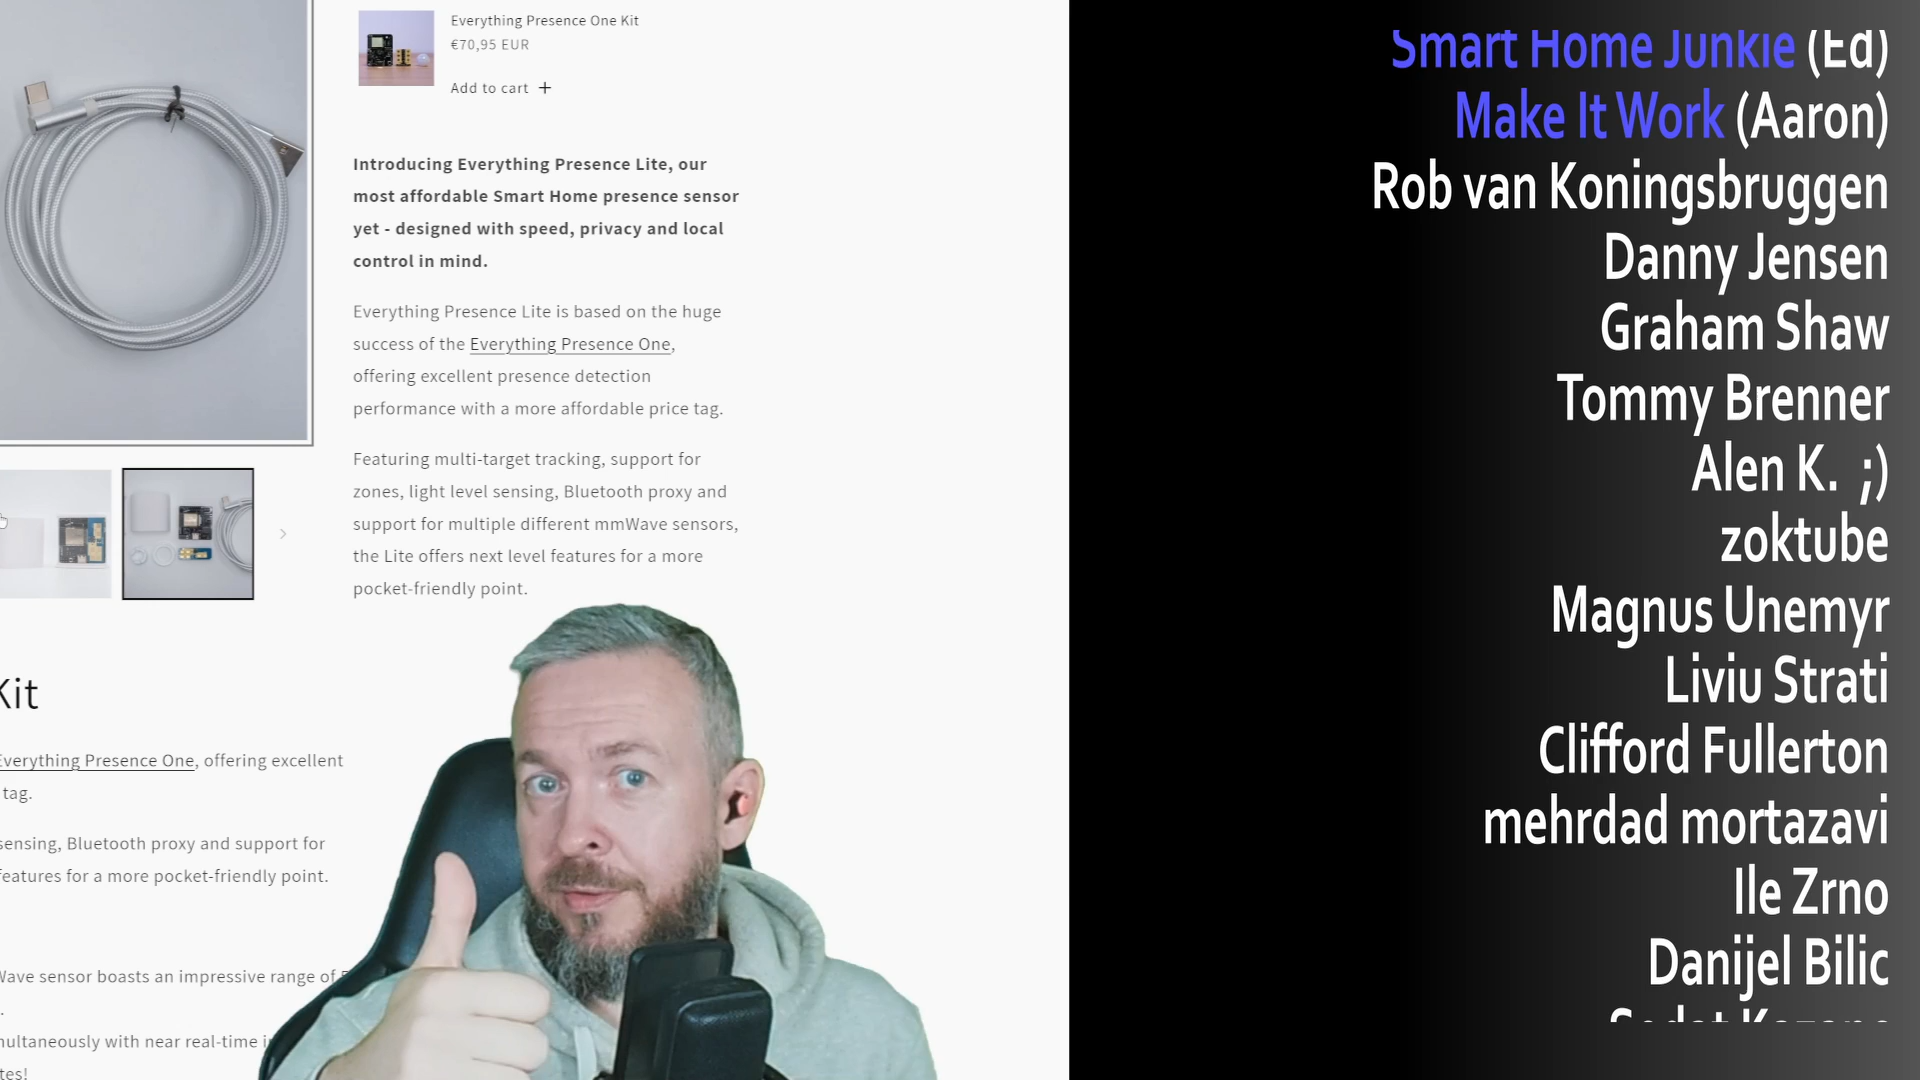 Everything Presence One Kit
€70,95 EUR
Add to cart +
Introducing Everything Presence Lite, our
most affordable Smart Home presence sensor
yet - designed with speed, privacy and local
control in mind.
Everything Presence Lite is based on the huge
success of the Everything Presence One,
offering excellent presence detection
performance with a more affordable price tag.
Featuring multi-target tracking, support for
zones, light level sensing, Bluetooth proxy and
support for multiple different mmWave sensors,
the Lite offers next level features for a more
pocket-friendly point.
Kit
Everything Presence One, offering excellent
tag.
sensing, Bluetooth proxy and support for
features for a more pocket-friendly point.
Wave sensor boasts an impressive range of
.
multaneously with near real-time
tes!
Smart Home Junkie (Ed)
Make It Work (Aaron)
Rob van Koningsbruggen
Danny Jensen
Graham Shaw
Tommy Brenner
Alen K. ;)
zoktube
Magnus Unemyr
Liviu Strati
Clifford Fullerton
mehrdad mortazavi
Ile Zrno
Danijel Bilic